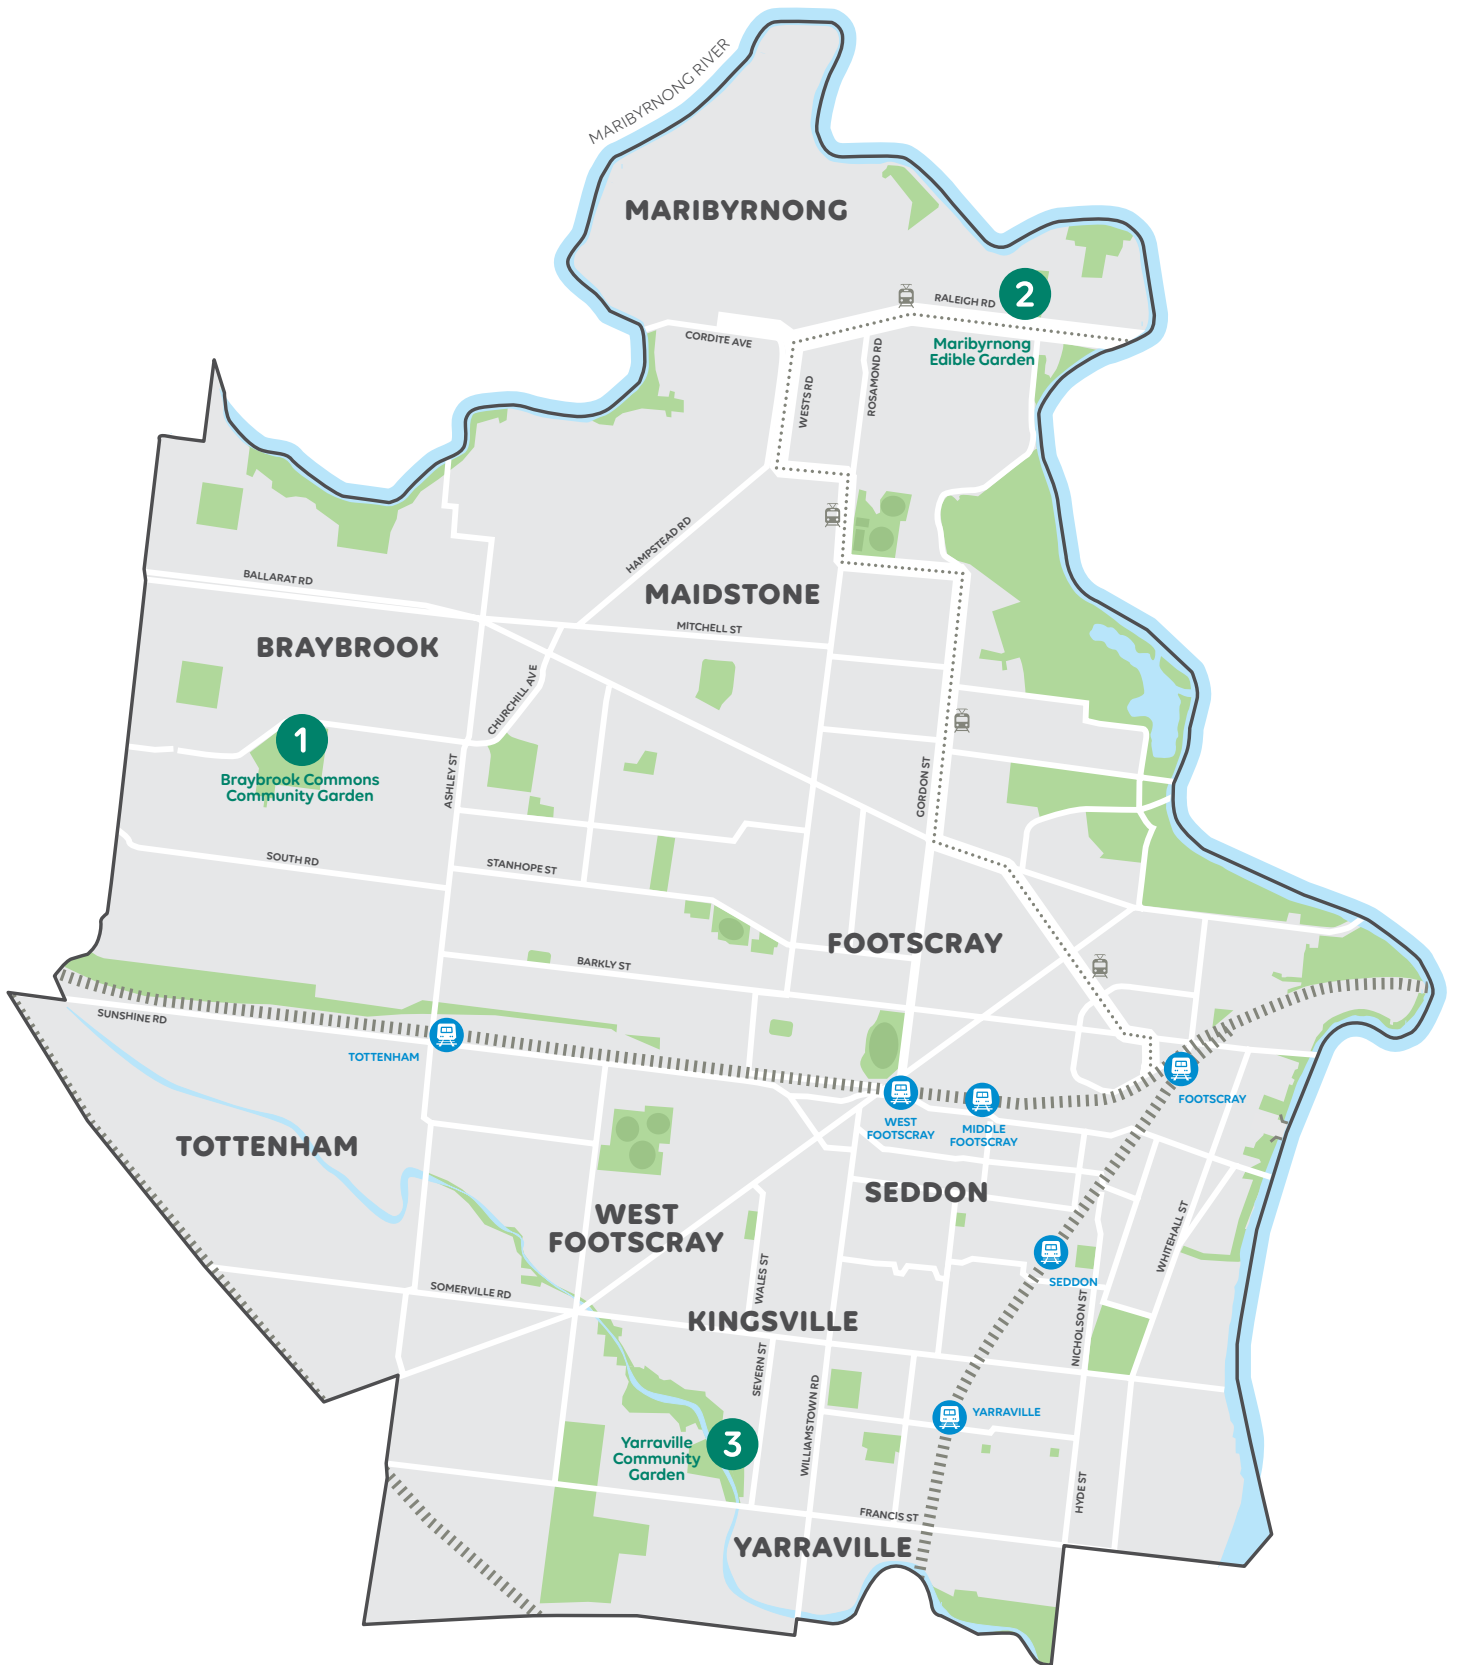 MARIBYRNONG RIVER
MARIBYRNONG
RALEIGH RD
2
Maribyrnong
Edible Garden
CORDITE AVE
WESTS RD
ROSAMOND RD
HAMPSTEAD RD
BALLARAT RD
MAIDSTONE
MITCHELL ST
BRAYBROOK
CHURCHILL AVE
1
Braybrook Commons
Community Garden
ASHLEY ST
GORDON ST
SOUTH RD
STANHOPE ST
FOOTSCRAY
BARKLY ST
SUNSHINE RD
TOTTENHAM
WEST
FOOTSCRAY
MIDDLE
FOOTSCRAY
FOOTSCRAY
TOTTENHAM
SEDDON
WEST
FOOTSCRAY
WHITEHALL ST
SEDDON
WALES ST
SOMERVILLE RD
KINGSVILLE
NICHOLSON ST
SEVERN ST
WILLIAMSTOWN RD
YARRAVILLE
3
Yarraville
Community
Garden
HYDE ST
FRANCIS ST
YARRAVILLE